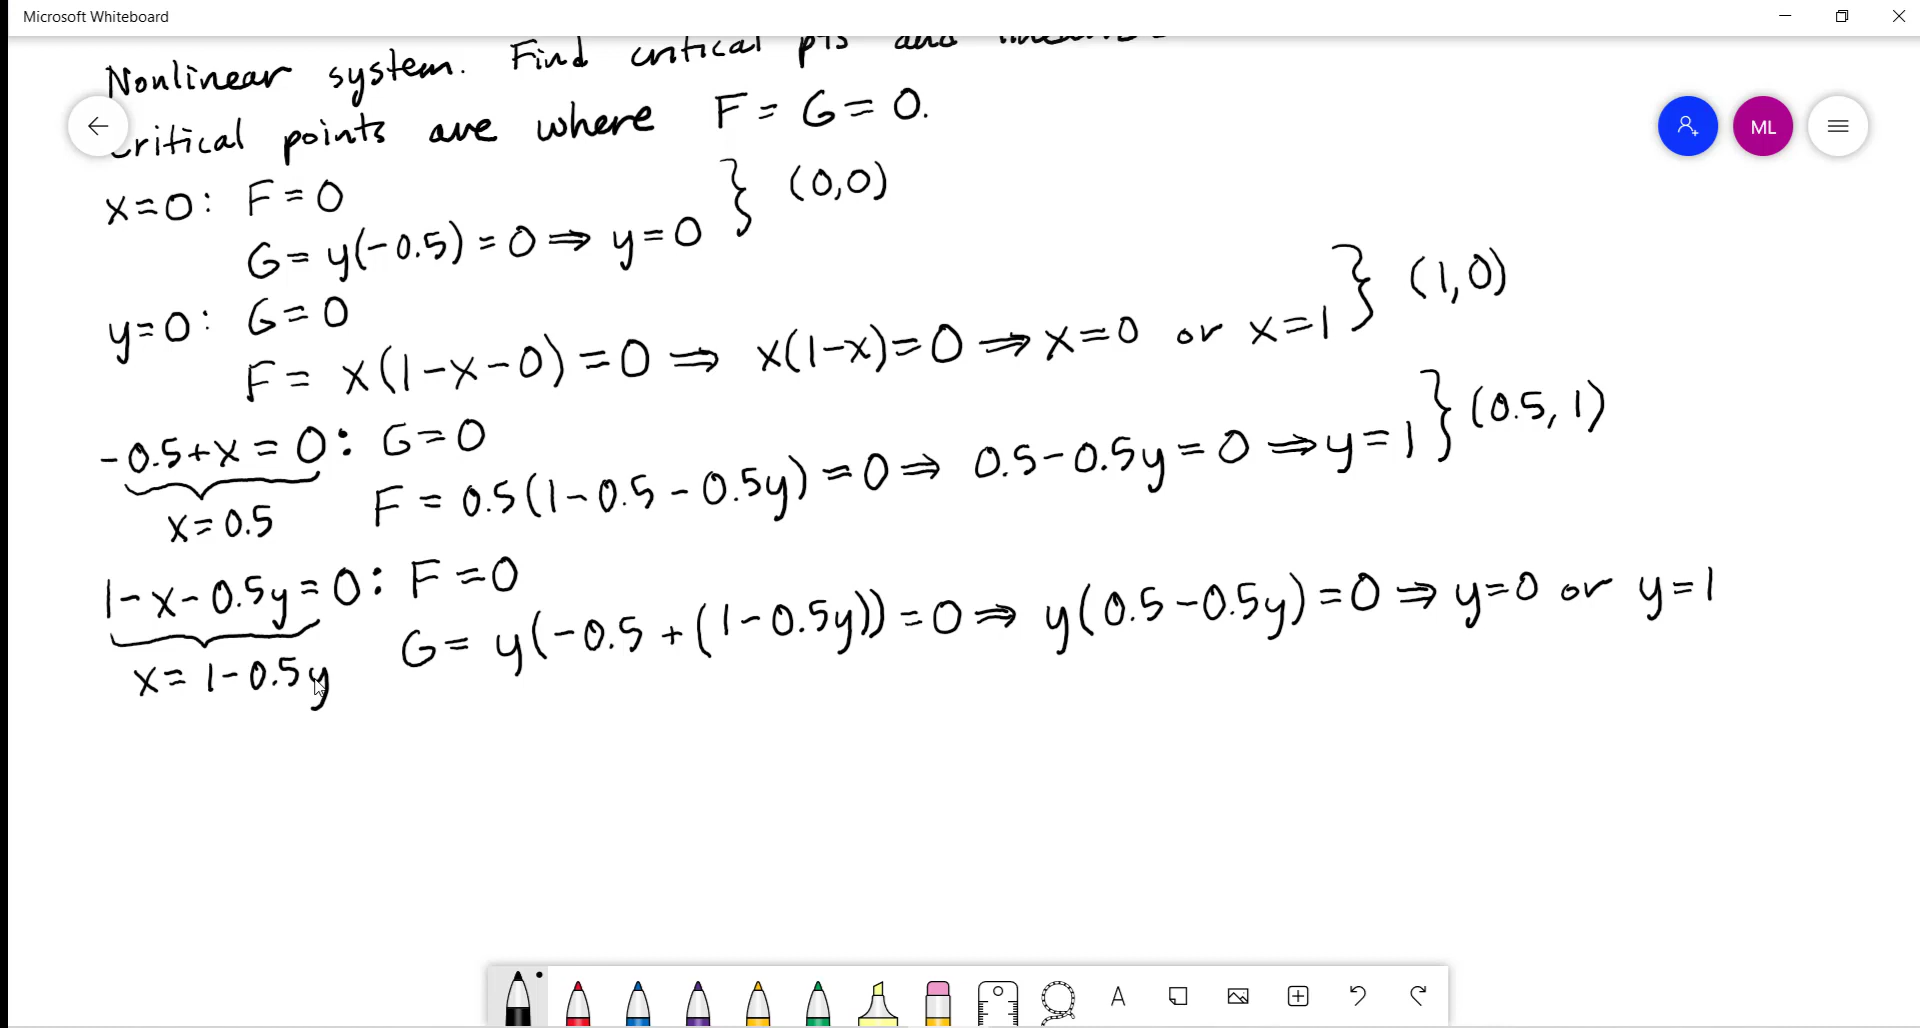 Microsoft Whiteboard
Nonlinear system. Find critical pts and
critical points are where F = G = 0.
ML
x=0: F=0 } (0,0)
G = y(-0.5) = 0 ⇒ y=0
y=0: G=0 } (1,0)
F = x(1-x-0) = 0 ⇒ x(1-x)=0 ⇒ x=0 or x=1
-0.5+x = 0: G=0 } (0.5, 1)
x=0.5 F = 0.5(1-0.5-0.5y) = 0 ⇒ 0.5-0.5y = 0 ⇒ y=1
1-x-0.5y=0: F=0
x= 1-0.5y G= y(-0.5+(1-0.5y)) = 0 ⇒ y(0.5-0.5y)=0 ⇒ y=0 or y=1
A